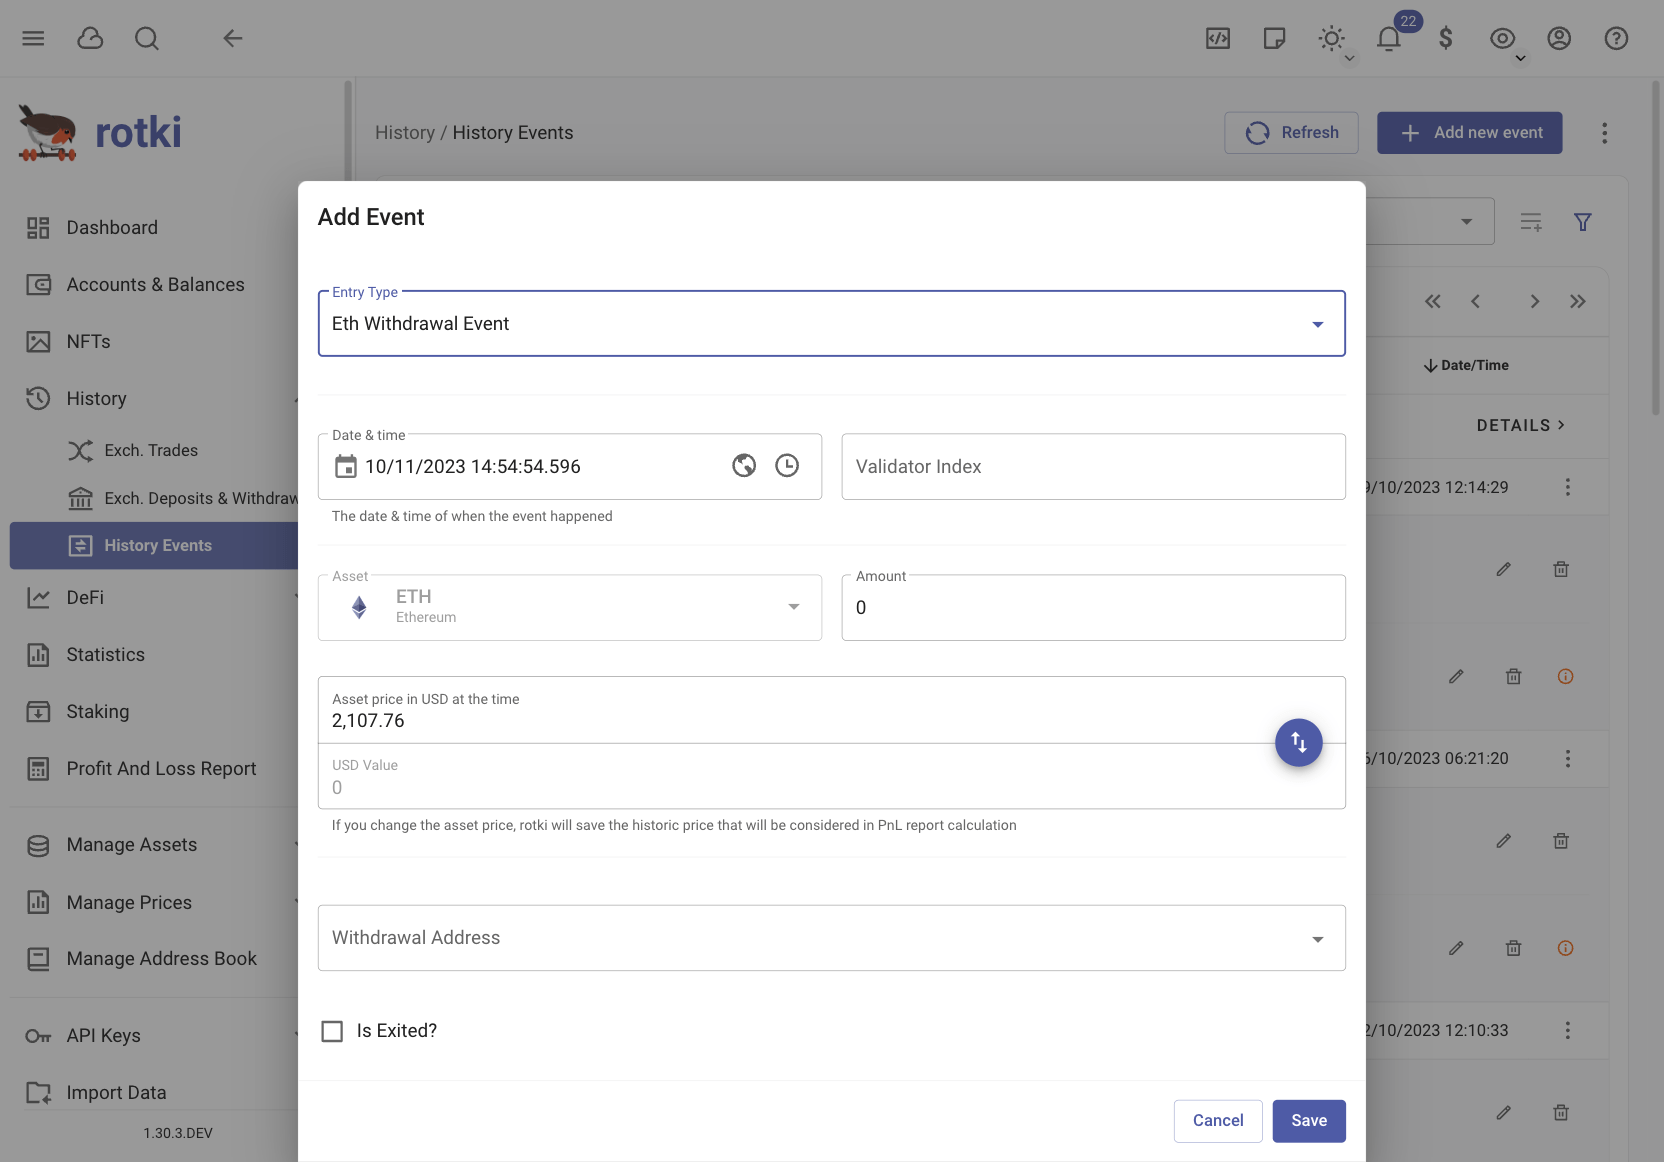 22
rotki
History / History Events
Refresh
Add new event
Dashboard
Accounts & Balances
NFTs
History
Exch. Trades
Exch. Deposits & Withdraw
History Events
DeFi
Statistics
Staking
Profit And Loss Report
Manage Assets
Manage Prices
Manage Address Book
API Keys
Import Data
1.30.3.DEV
Add Event
Entry Type
Eth Withdrawal Event
Date & time
10/11/2023 14:54:54.596
The date & time of when the event happened
Validator Index
Asset
ETH
Ethereum
Amount
0
Asset price in USD at the time
2,107.76
USD Value
0
If you change the asset price, rotki will save the historic price that will be considered in PnL report calculation
Withdrawal Address
Is Exited?
Cancel
Save
Date/Time
DETAILS
9/10/2023 12:14:29
/10/2023 06:21:20
2/10/2023 12:10:33